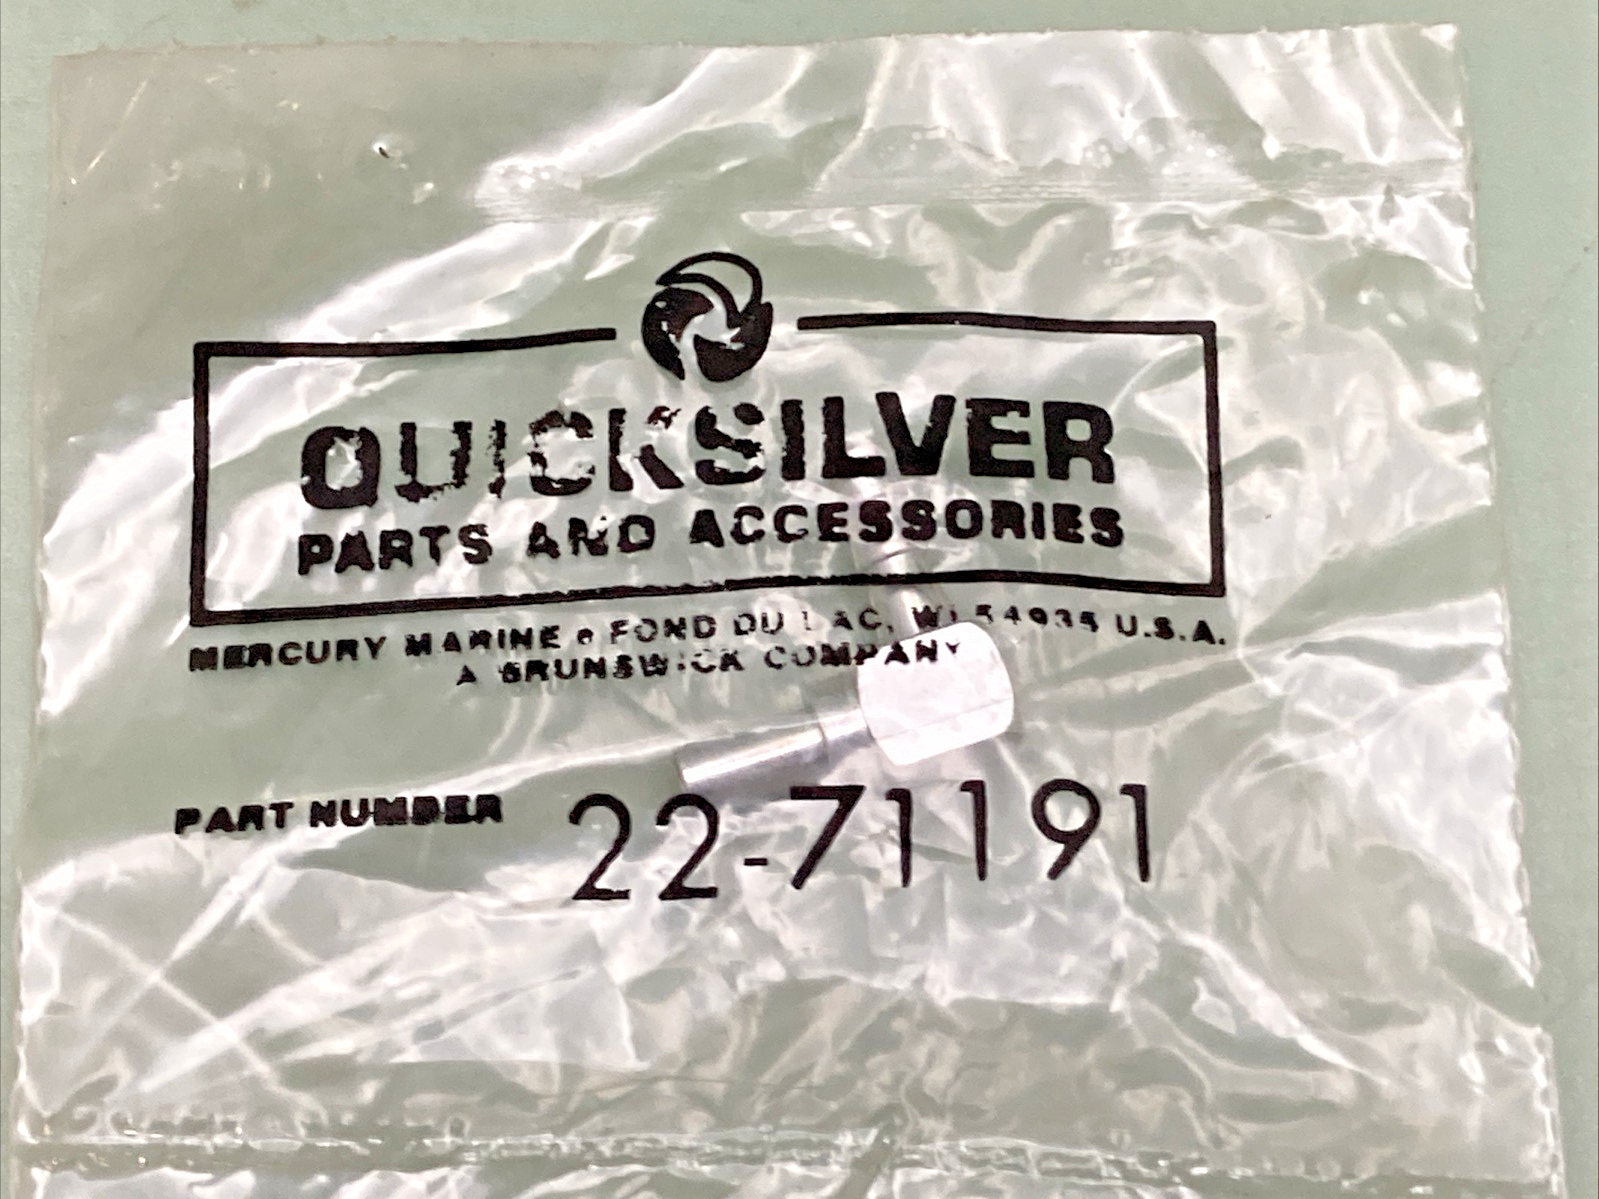 QUICKSILVER
PARTS AND ACCESSORIES
MERCURY MARINE • FOND DU LAC, WI 54935 U.S.A.
A BRUNSWICK COMPANY
PART NUMBER 22-71191